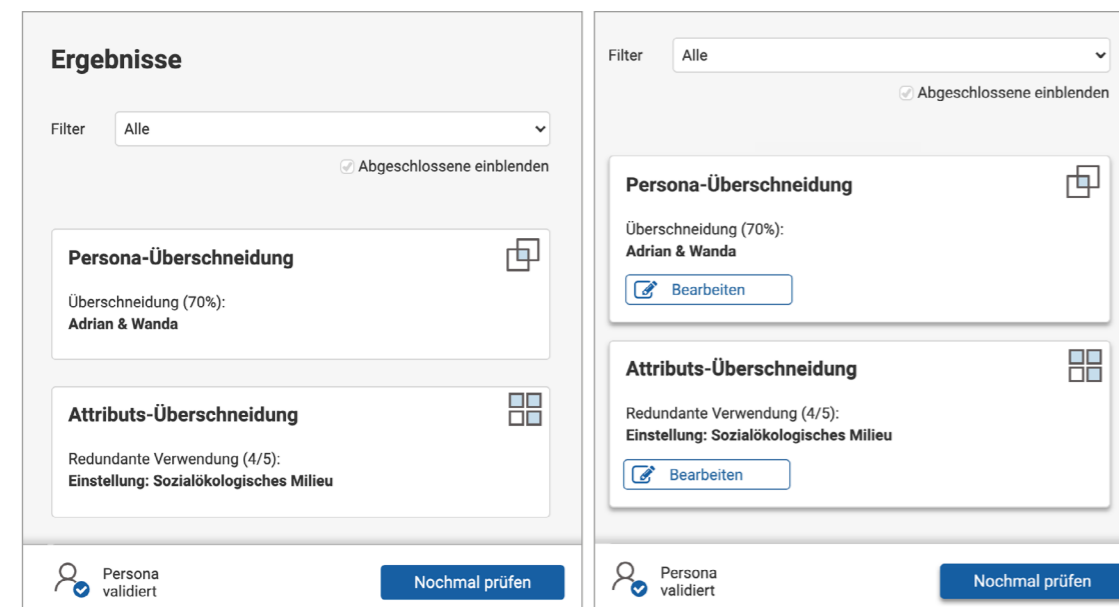 Ergebnisse
Filter
Alle
Abgeschlossene einblenden
Persona-Überschneidung
Überschneidung (70%):
Adrian & Wanda
Attributs-Überschneidung
Redundante Verwendung (4/5):
Einstellung: Sozialökologisches Milieu
Persona
validiert
Nochmal prüfen
Filter
Alle
Abgeschlossene einblenden
Persona-Überschneidung
Überschneidung (70%):
Adrian & Wanda
Bearbeiten
Attributs-Überschneidung
Redundante Verwendung (4/5):
Einstellung: Sozialökologisches Milieu
Bearbeiten
Persona
validiert
Nochmal prüfen